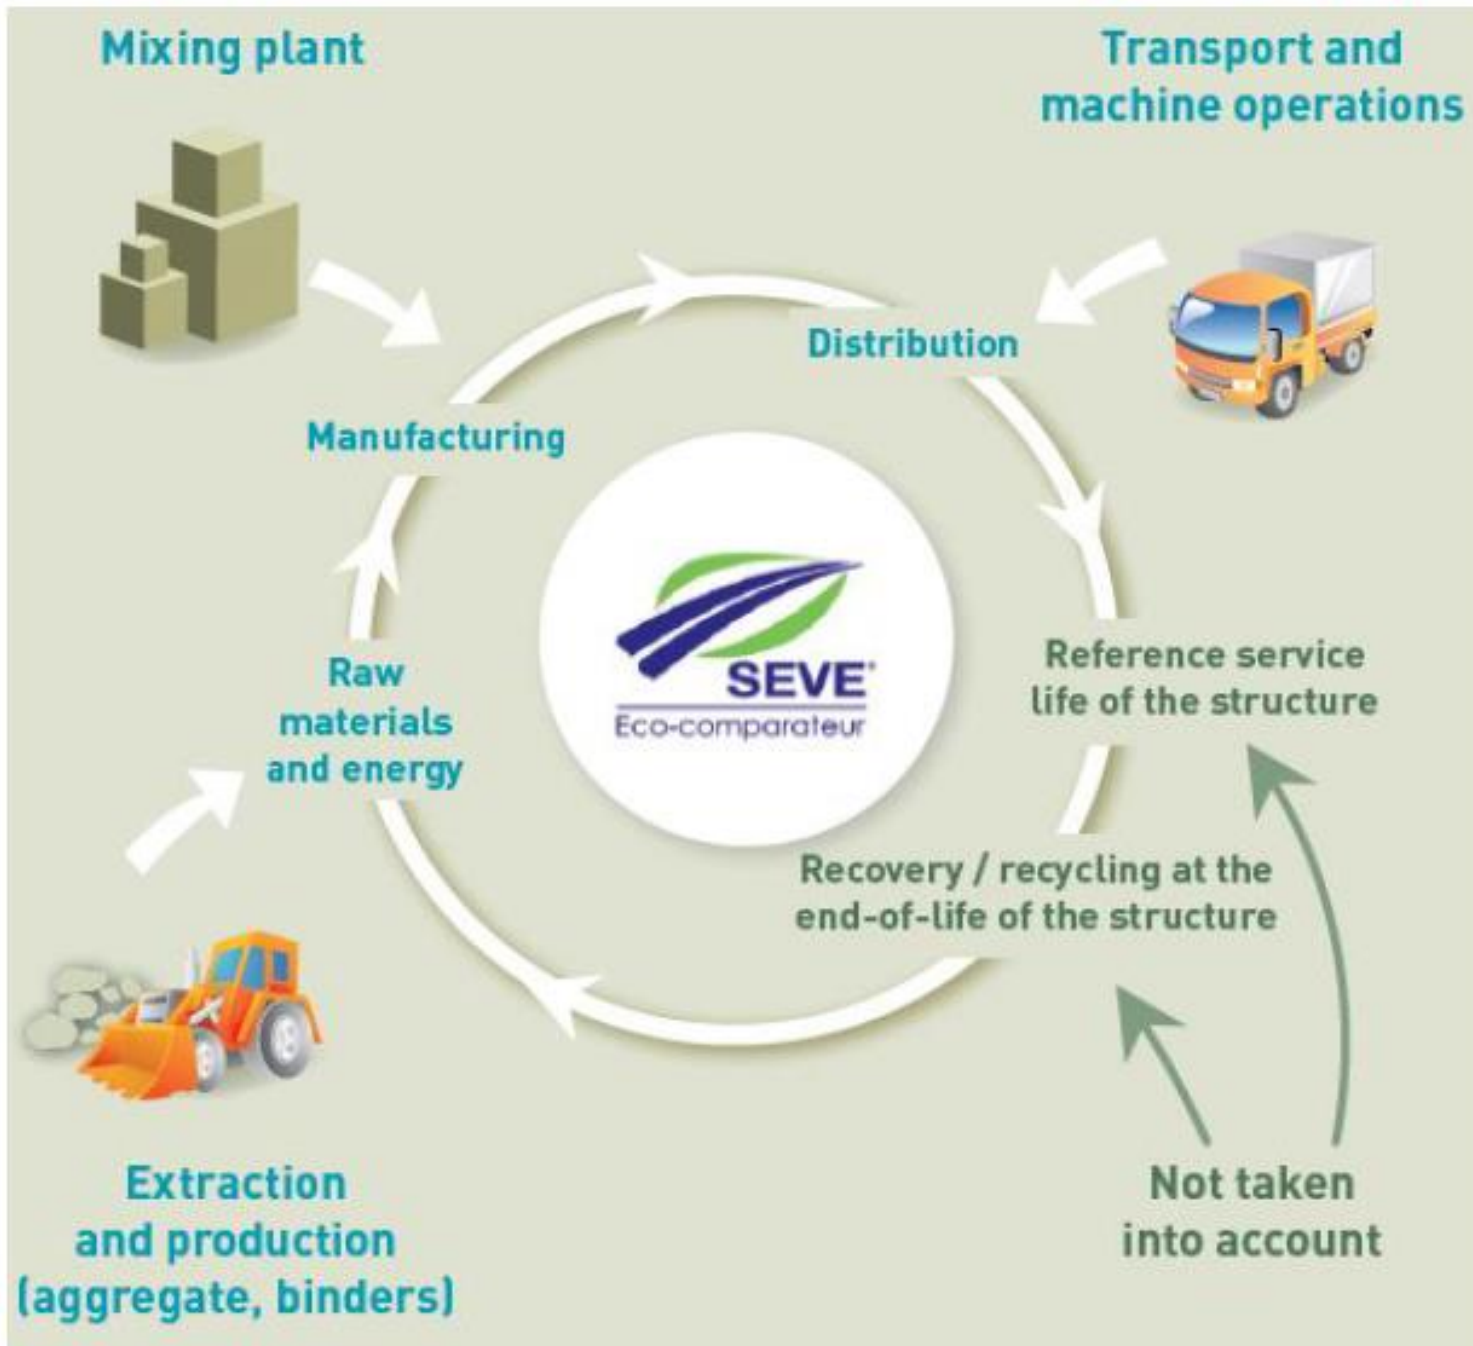 Mixing plant
Transport and
machine operations
Distribution
Manufacturing
Raw
materials
and energy
SEVE®
Eco-comparateur
Reference service
life of the structure
Recovery / recycling at the
end-of-life of the structure
Extraction
and production
(aggregate, binders)
Not taken
into account